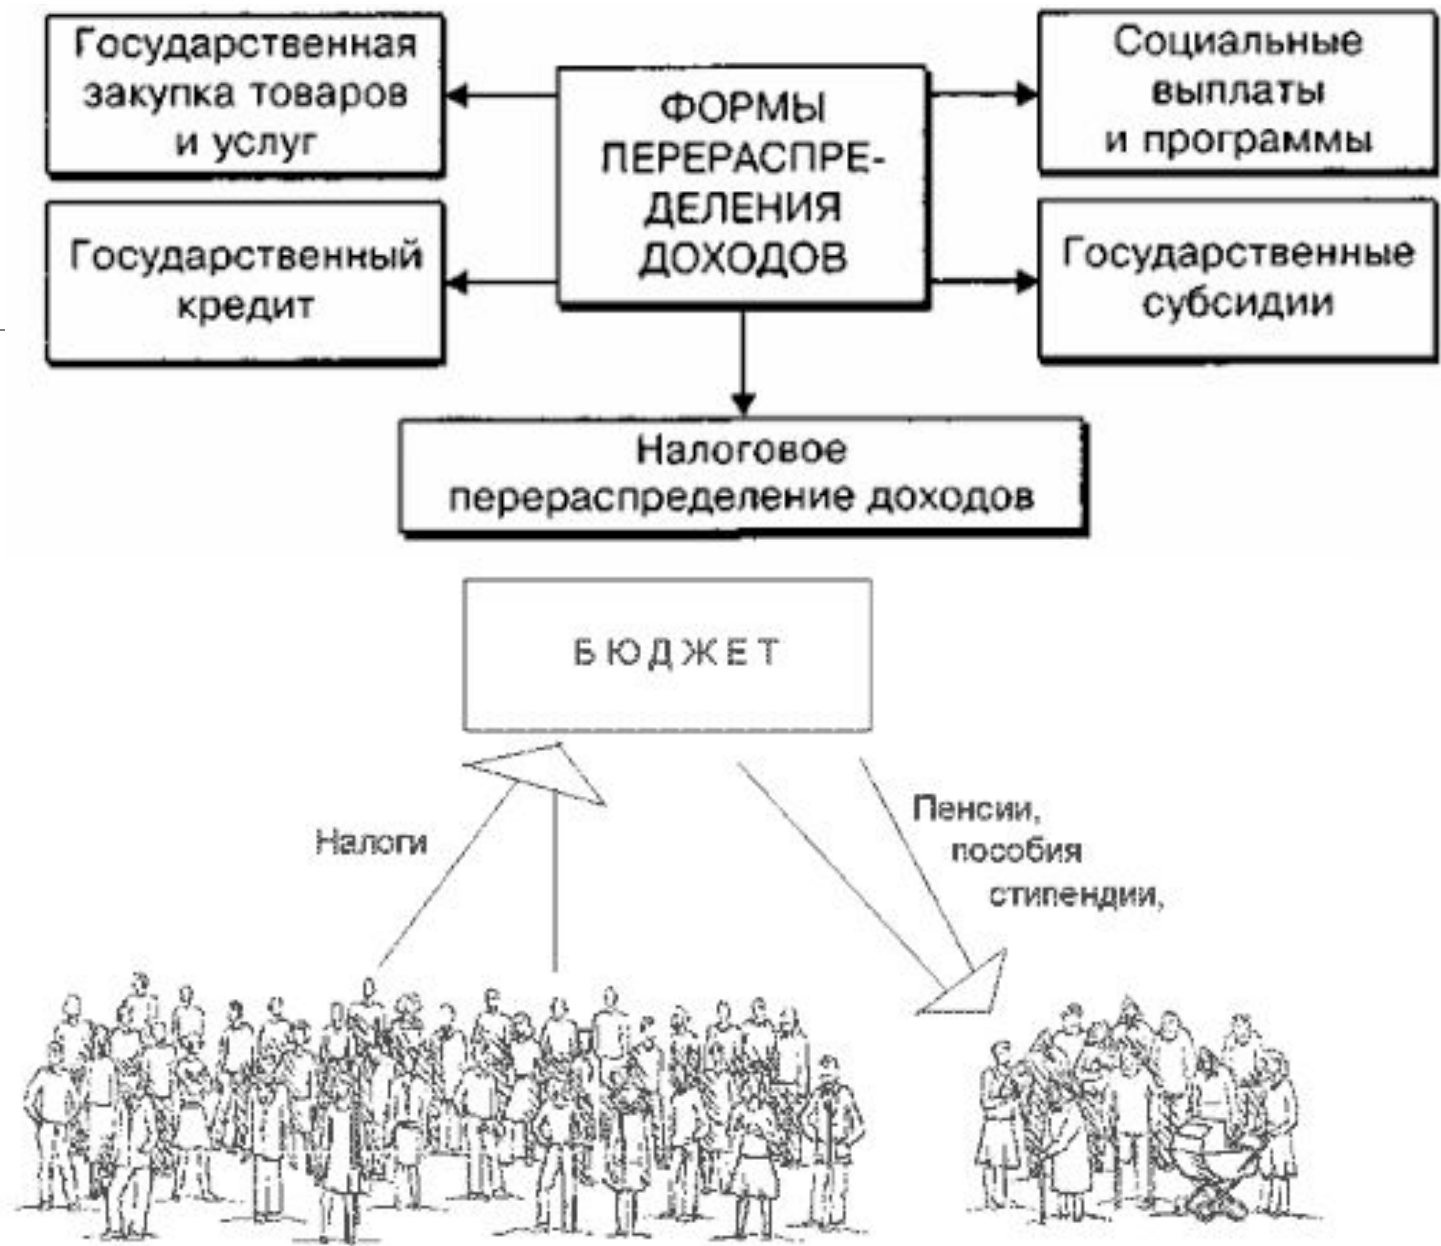 Государственная
закупка товаров
и услуг
ФОРМЫ
ПЕРЕРАСПРЕ-
ДЕЛЕНИЯ
ДОХОДОВ
Социальные
выплаты
и программы
Государственный
кредит
Государственные
субсидии
Налоговое
перераспределение доходов
БЮДЖЕТ
Налоги
Пенсии,
пособия
стипендии,